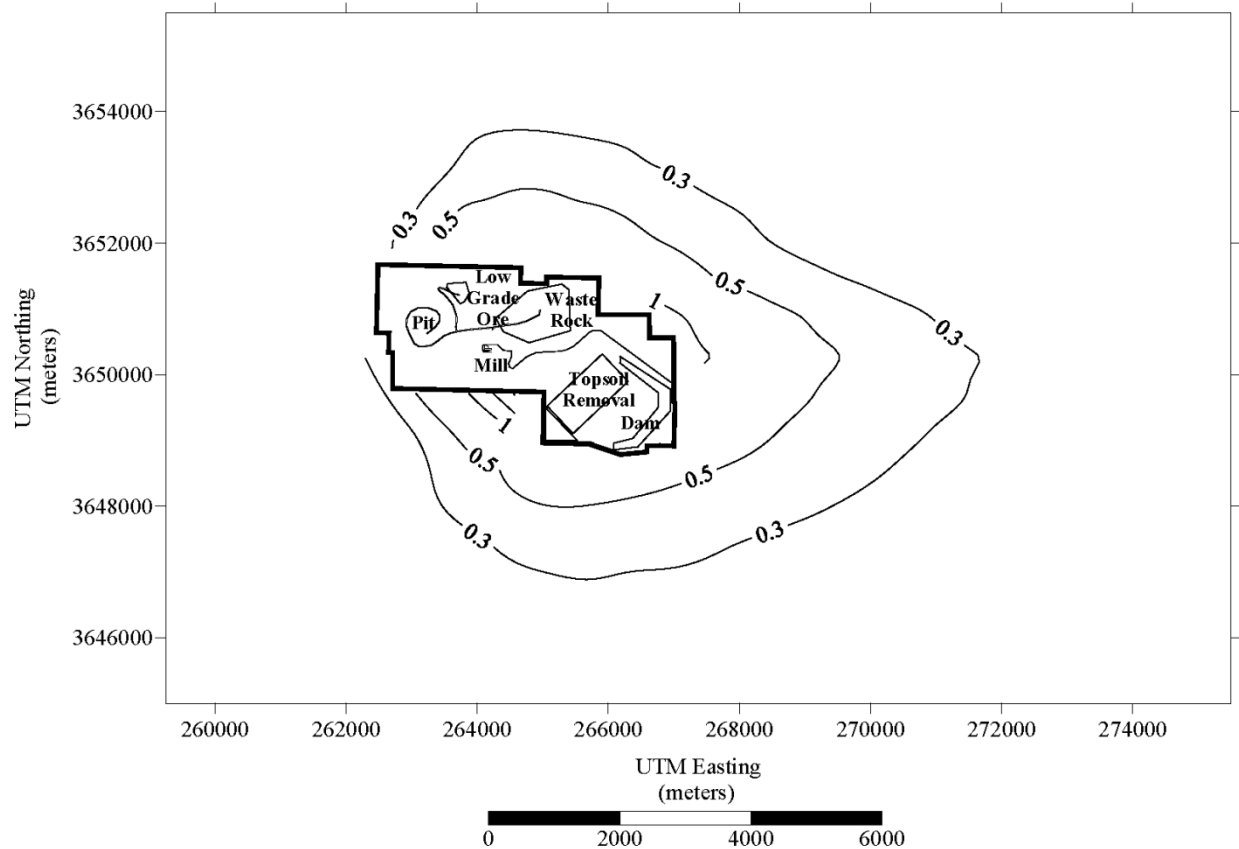 3654000
0.3
0.3
0.5
3652000
0.5
Low
Grade
Ore
Waste
Rock
1
0.3
Pit
UTM Northing
(meters)
3650000
Mill
Topsoil
Removal
Dam
1
0.5
0.5
3648000
0.3
0.3
3646000
260000 262000 264000 266000 268000 270000 272000 274000
UTM Easting
(meters)
0 2000 4000 6000